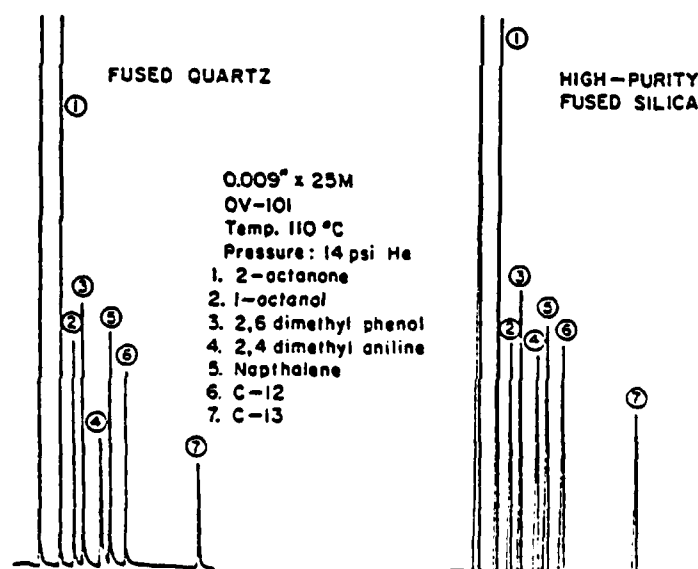 FUSED QUARTZ
①
②
③
④
⑤
⑥
⑦
0.009" x 25M
OV-101
Temp. 110 °C
Pressure: 14 psi He
1. 2-octanone
2. 1-octanol
3. 2,6 dimethyl phenol
4. 2,4 dimethyl aniline
5. Napthalene
6. C-12
7. C-13
HIGH-PURITY
FUSED SILICA
①
②
③
④
⑤
⑥
⑦